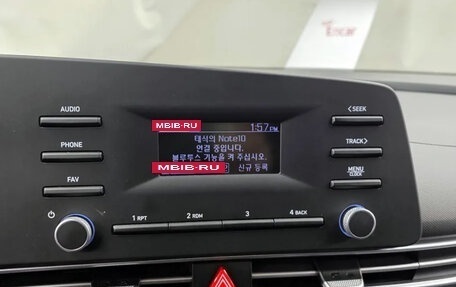 AUDIO
PHONE
FAV
MBIB-RU
1:57 PM
태식의 Note10
연결 중입니다.
블루투스 기능을 켜 주십시오.
MBIB-RU
신규 등록
<SEEK
TRACK>
MENU
CLOCK
1 RPT
2 RDM
3
4 BACK